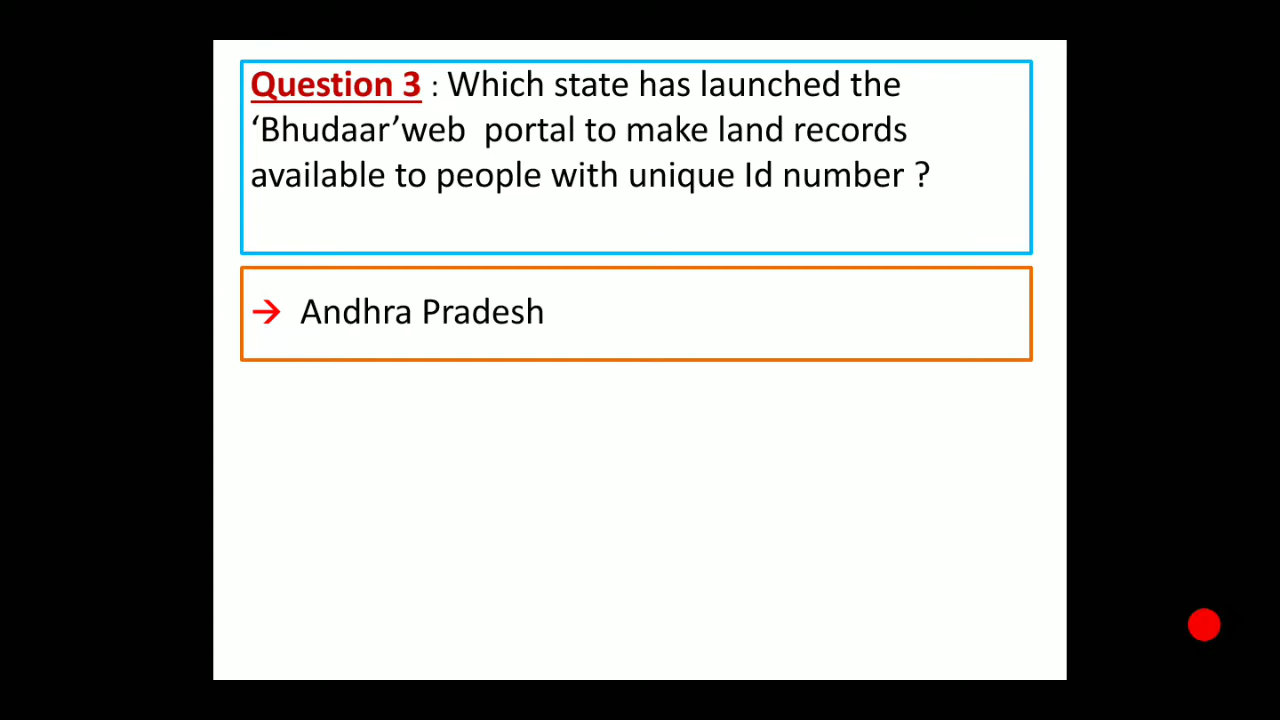 Question 3 : Which state has launched the
‘Bhudaar’web portal to make land records
available to people with unique Id number ?
→ Andhra Pradesh